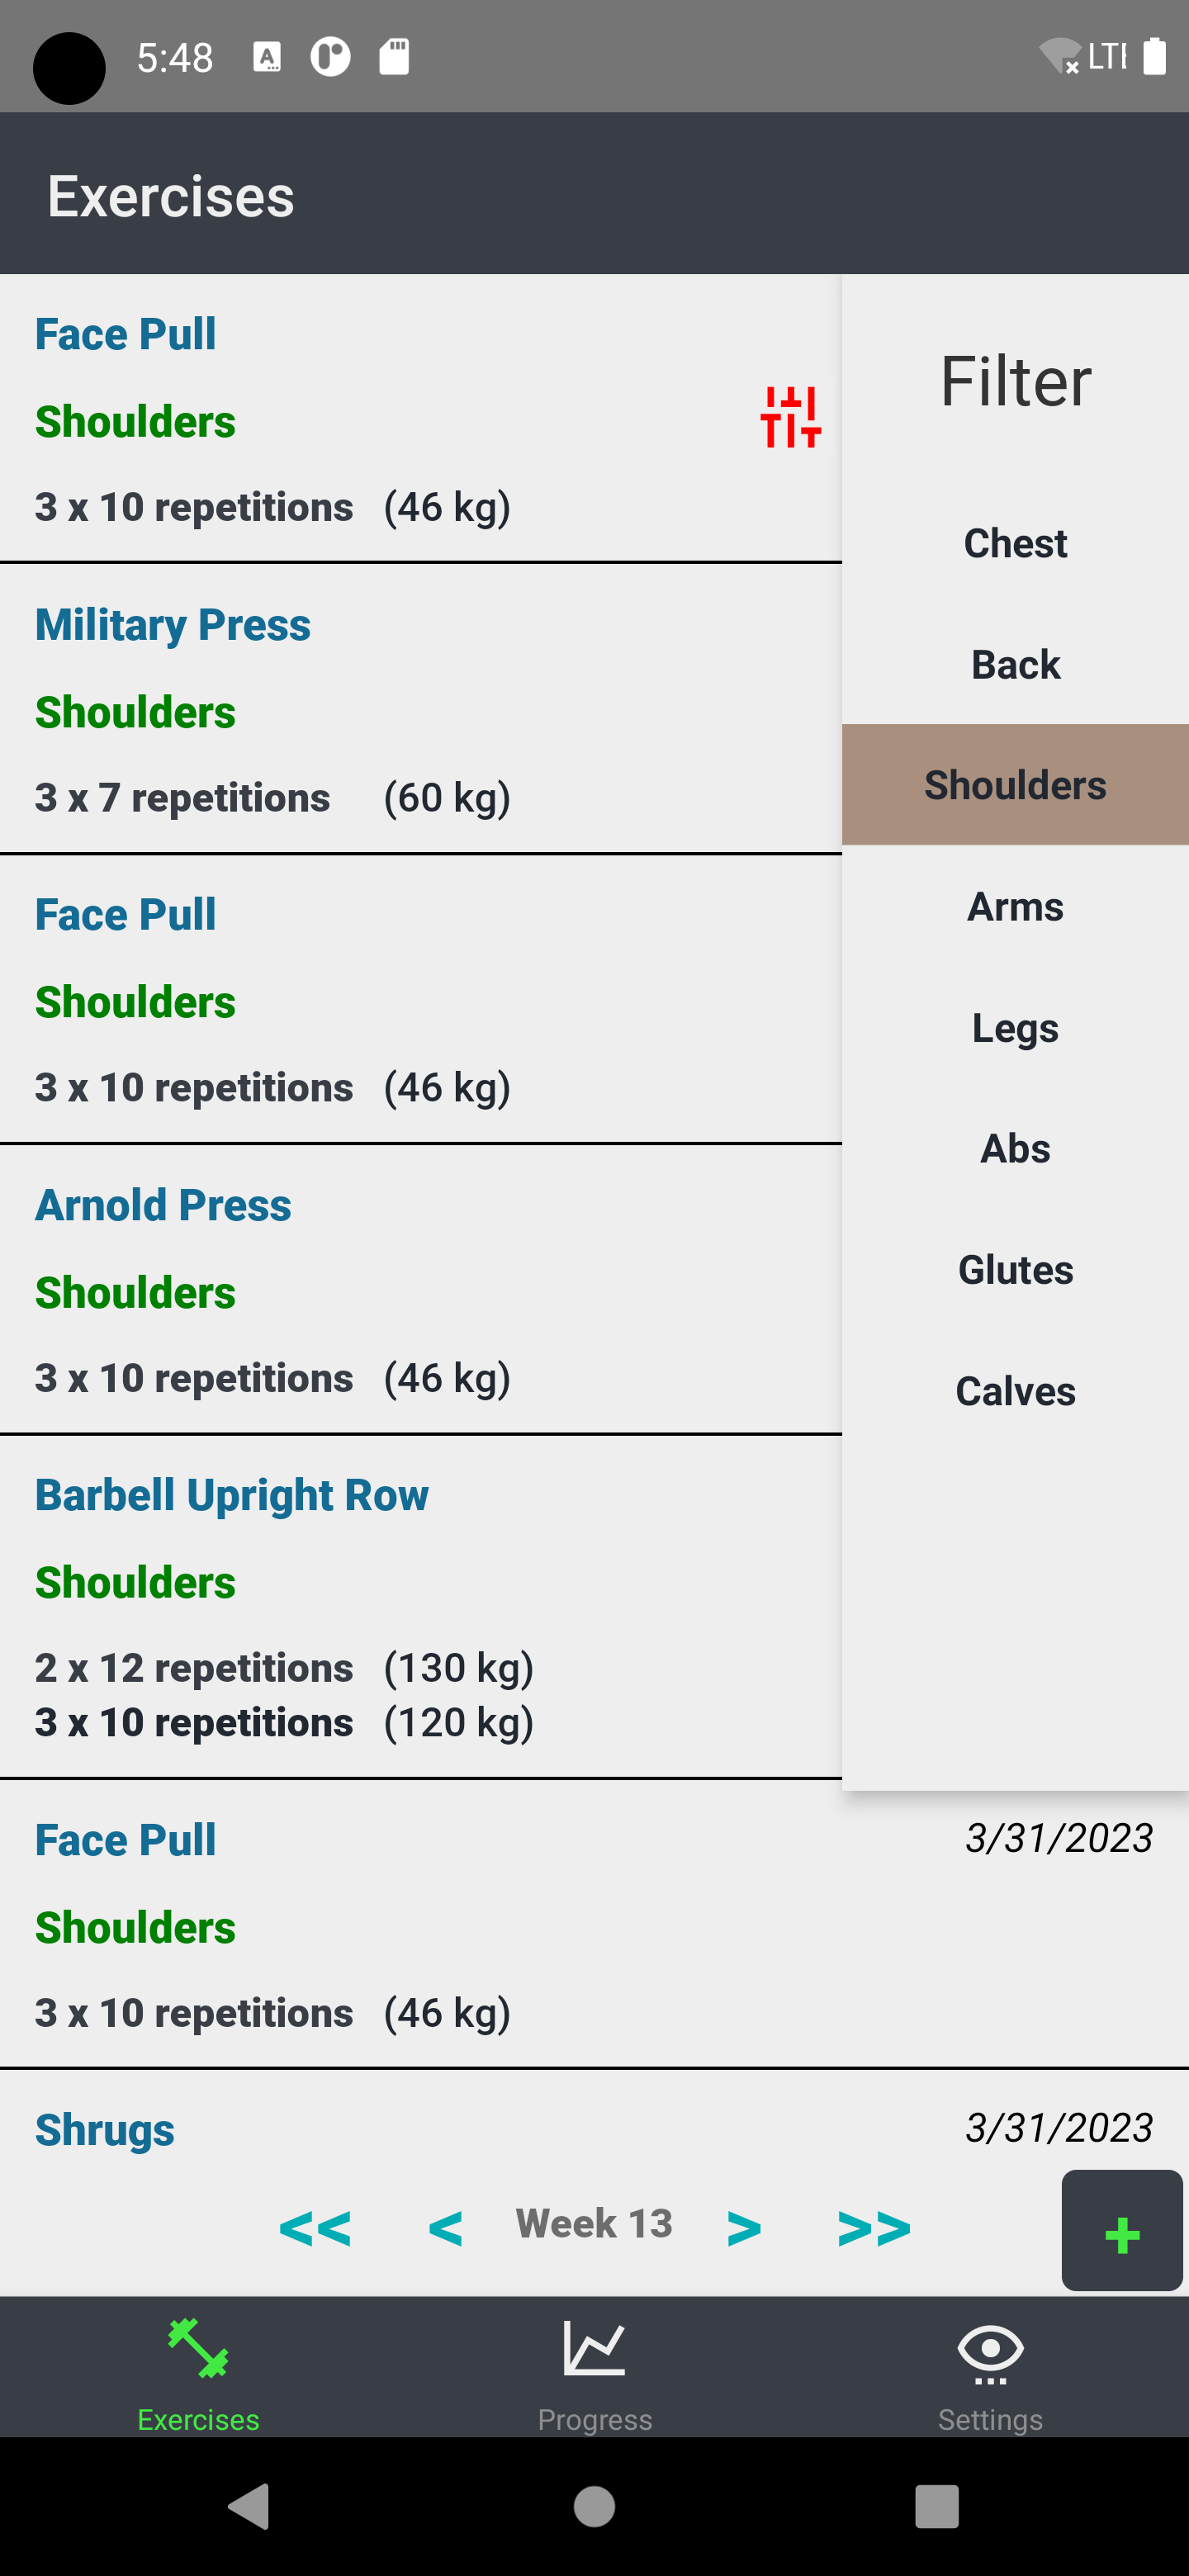 5:48
LTE
Exercises
Face Pull
Shoulders
3 x 10 repetitions (46 kg)
Military Press
Shoulders
3 x 7 repetitions (60 kg)
Face Pull
Shoulders
3 x 10 repetitions (46 kg)
Arnold Press
Shoulders
3 x 10 repetitions (46 kg)
Barbell Upright Row
Shoulders
2 x 12 repetitions (130 kg)
3 x 10 repetitions (120 kg)
Filter
Chest
Back
Shoulders
Arms
Legs
Abs
Glutes
Calves
Face Pull 3/31/2023
Shoulders
3 x 10 repetitions (46 kg)
Shrugs 3/31/2023
<< < Week 13 > >> +
Exercises Progress Settings